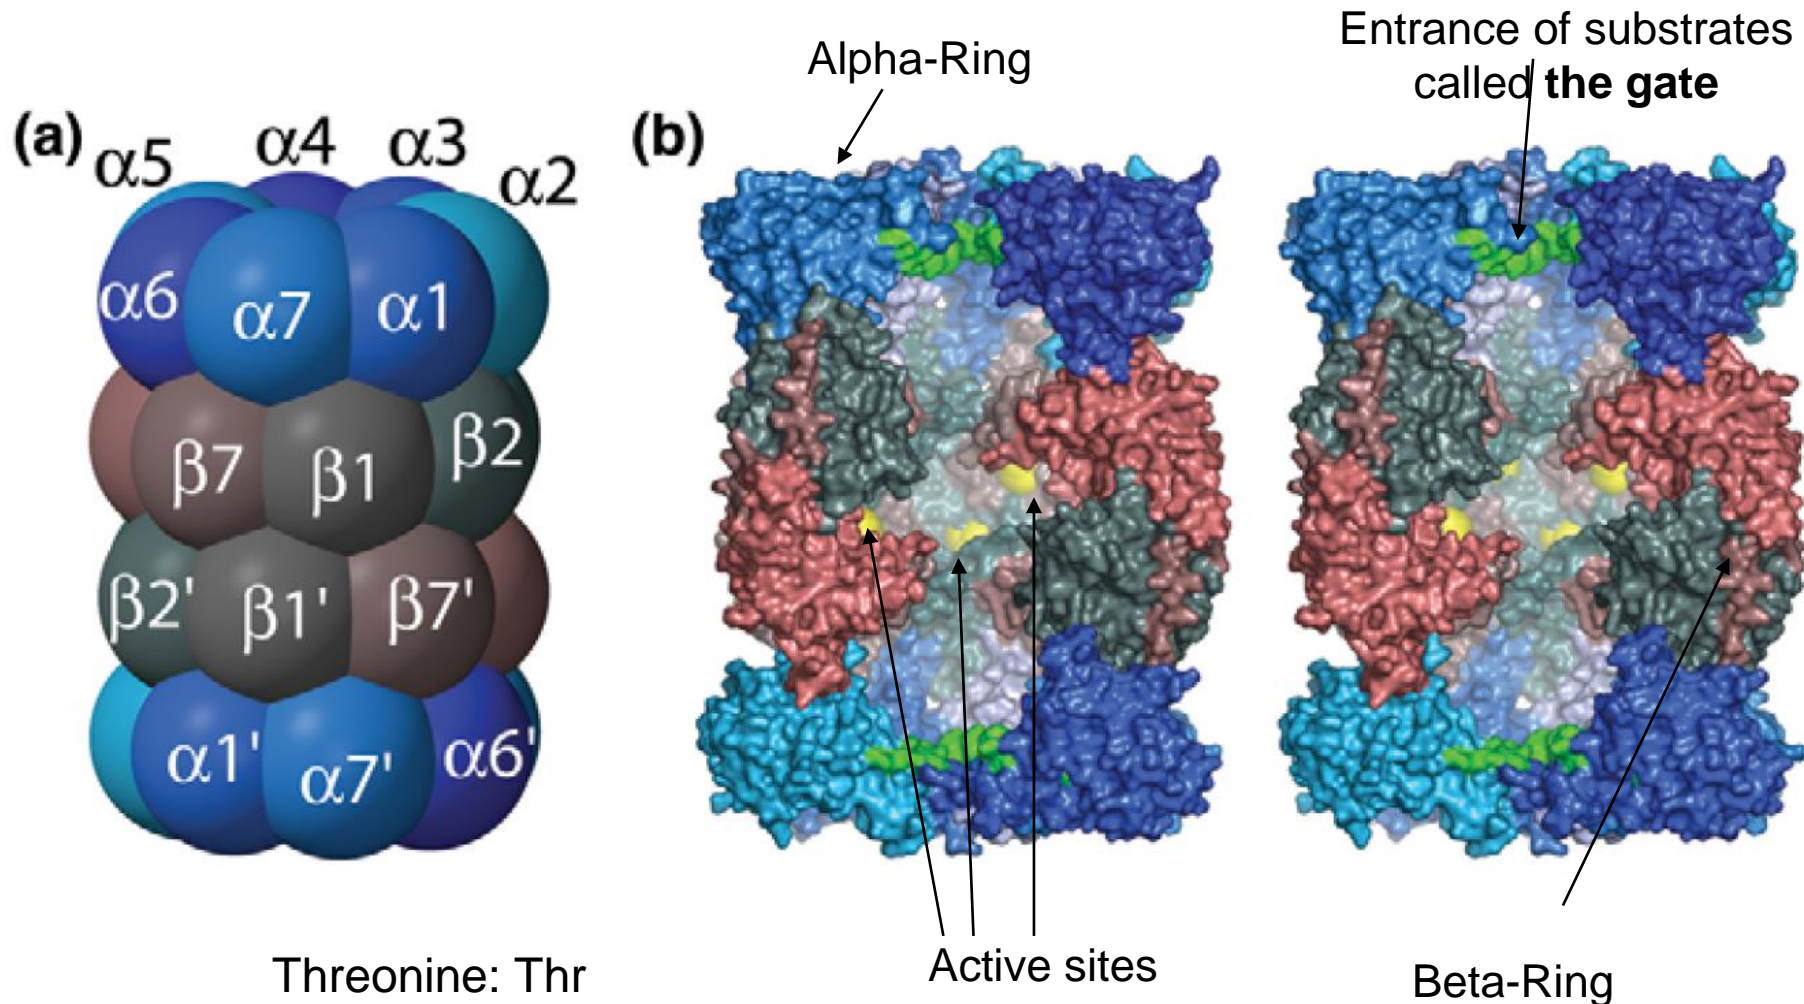 Alpha-Ring
Entrance of substrates
called the gate
(a)
α5
α4
α3
α2
α6
α7
α1
β7
β1
β2
β2'
β1'
β7'
α1'
α7'
α6'
(b)
Threonine: Thr
Active sites
Beta-Ring